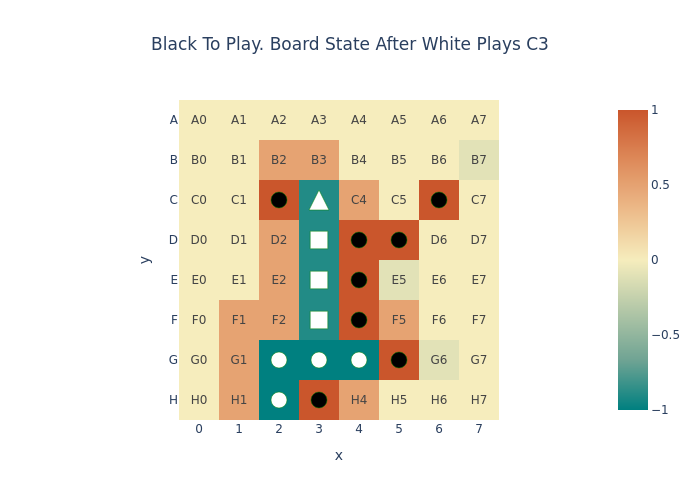 Black To Play. Board State After White Plays C3
A A0 A1 A2 A3 A4 A5 A6 A7
B B0 B1 B2 B3 B4 B5 B6 B7
C C0 C1 C4 C5 C7
D D0 D1 D2 D6 D7
E E0 E1 E2 E5 E6 E7
F F0 F1 F2 F5 F6 F7
G G0 G1 G6 G7
H H0 H1 H4 H5 H6 H7
0 1 2 3 4 5 6 7
x
y
1
0.5
0
−0.5
−1